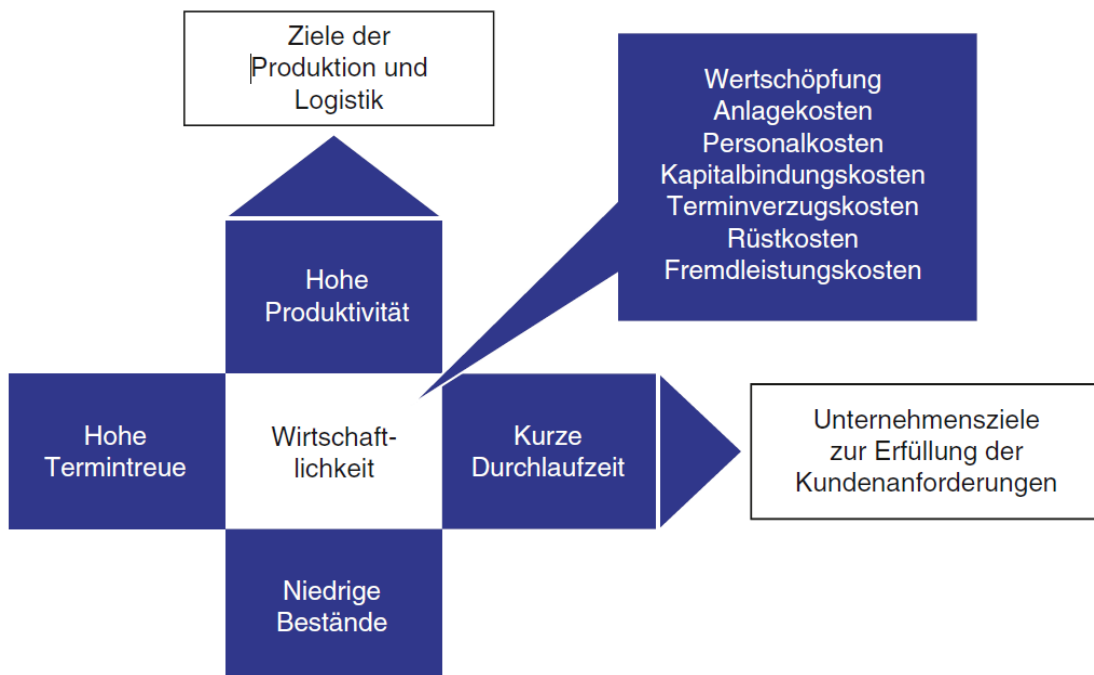 Ziele der
Produktion und
Logistik
Wertschöpfung
Anlagekosten
Personalkosten
Kapitalbindungskosten
Terminverzugskosten
Rüstkosten
Fremdleistungskosten
Hohe
Produktivität
Hohe
Termintreue
Wirtschaft-
lichkeit
Kurze
Durchlaufzeit
Unternehmensziele
zur Erfüllung der
Kundenanforderungen
Niedrige
Bestände